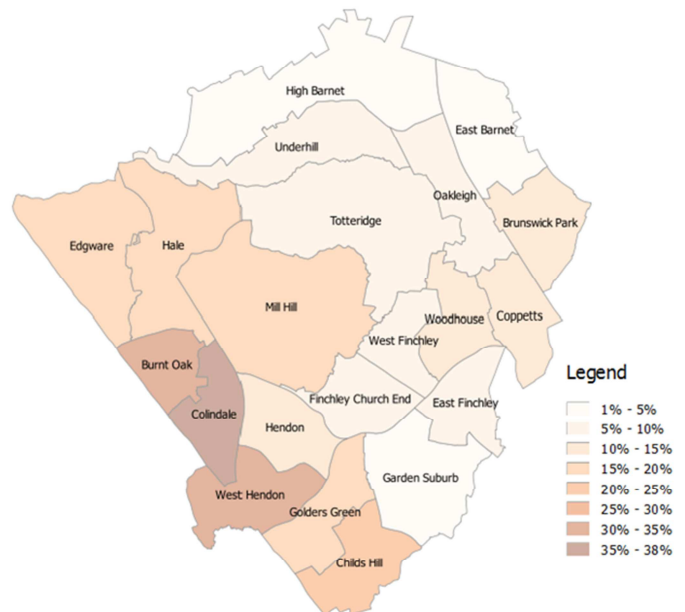 High Barnet
East Barnet
Underhill
Oakleigh
Totteridge
Brunswick Park
Edgware
Hale
Mill Hill
Woodhouse
Coppetts
West Finchley
Burnt Oak
Finchley Church End
East Finchley
Colindale
Hendon
Garden Suburb
West Hendon
Golders Green
Childs Hill
Legend
1% - 5%
5% - 10%
10% - 15%
15% - 20%
20% - 25%
25% - 30%
30% - 35%
35% - 38%